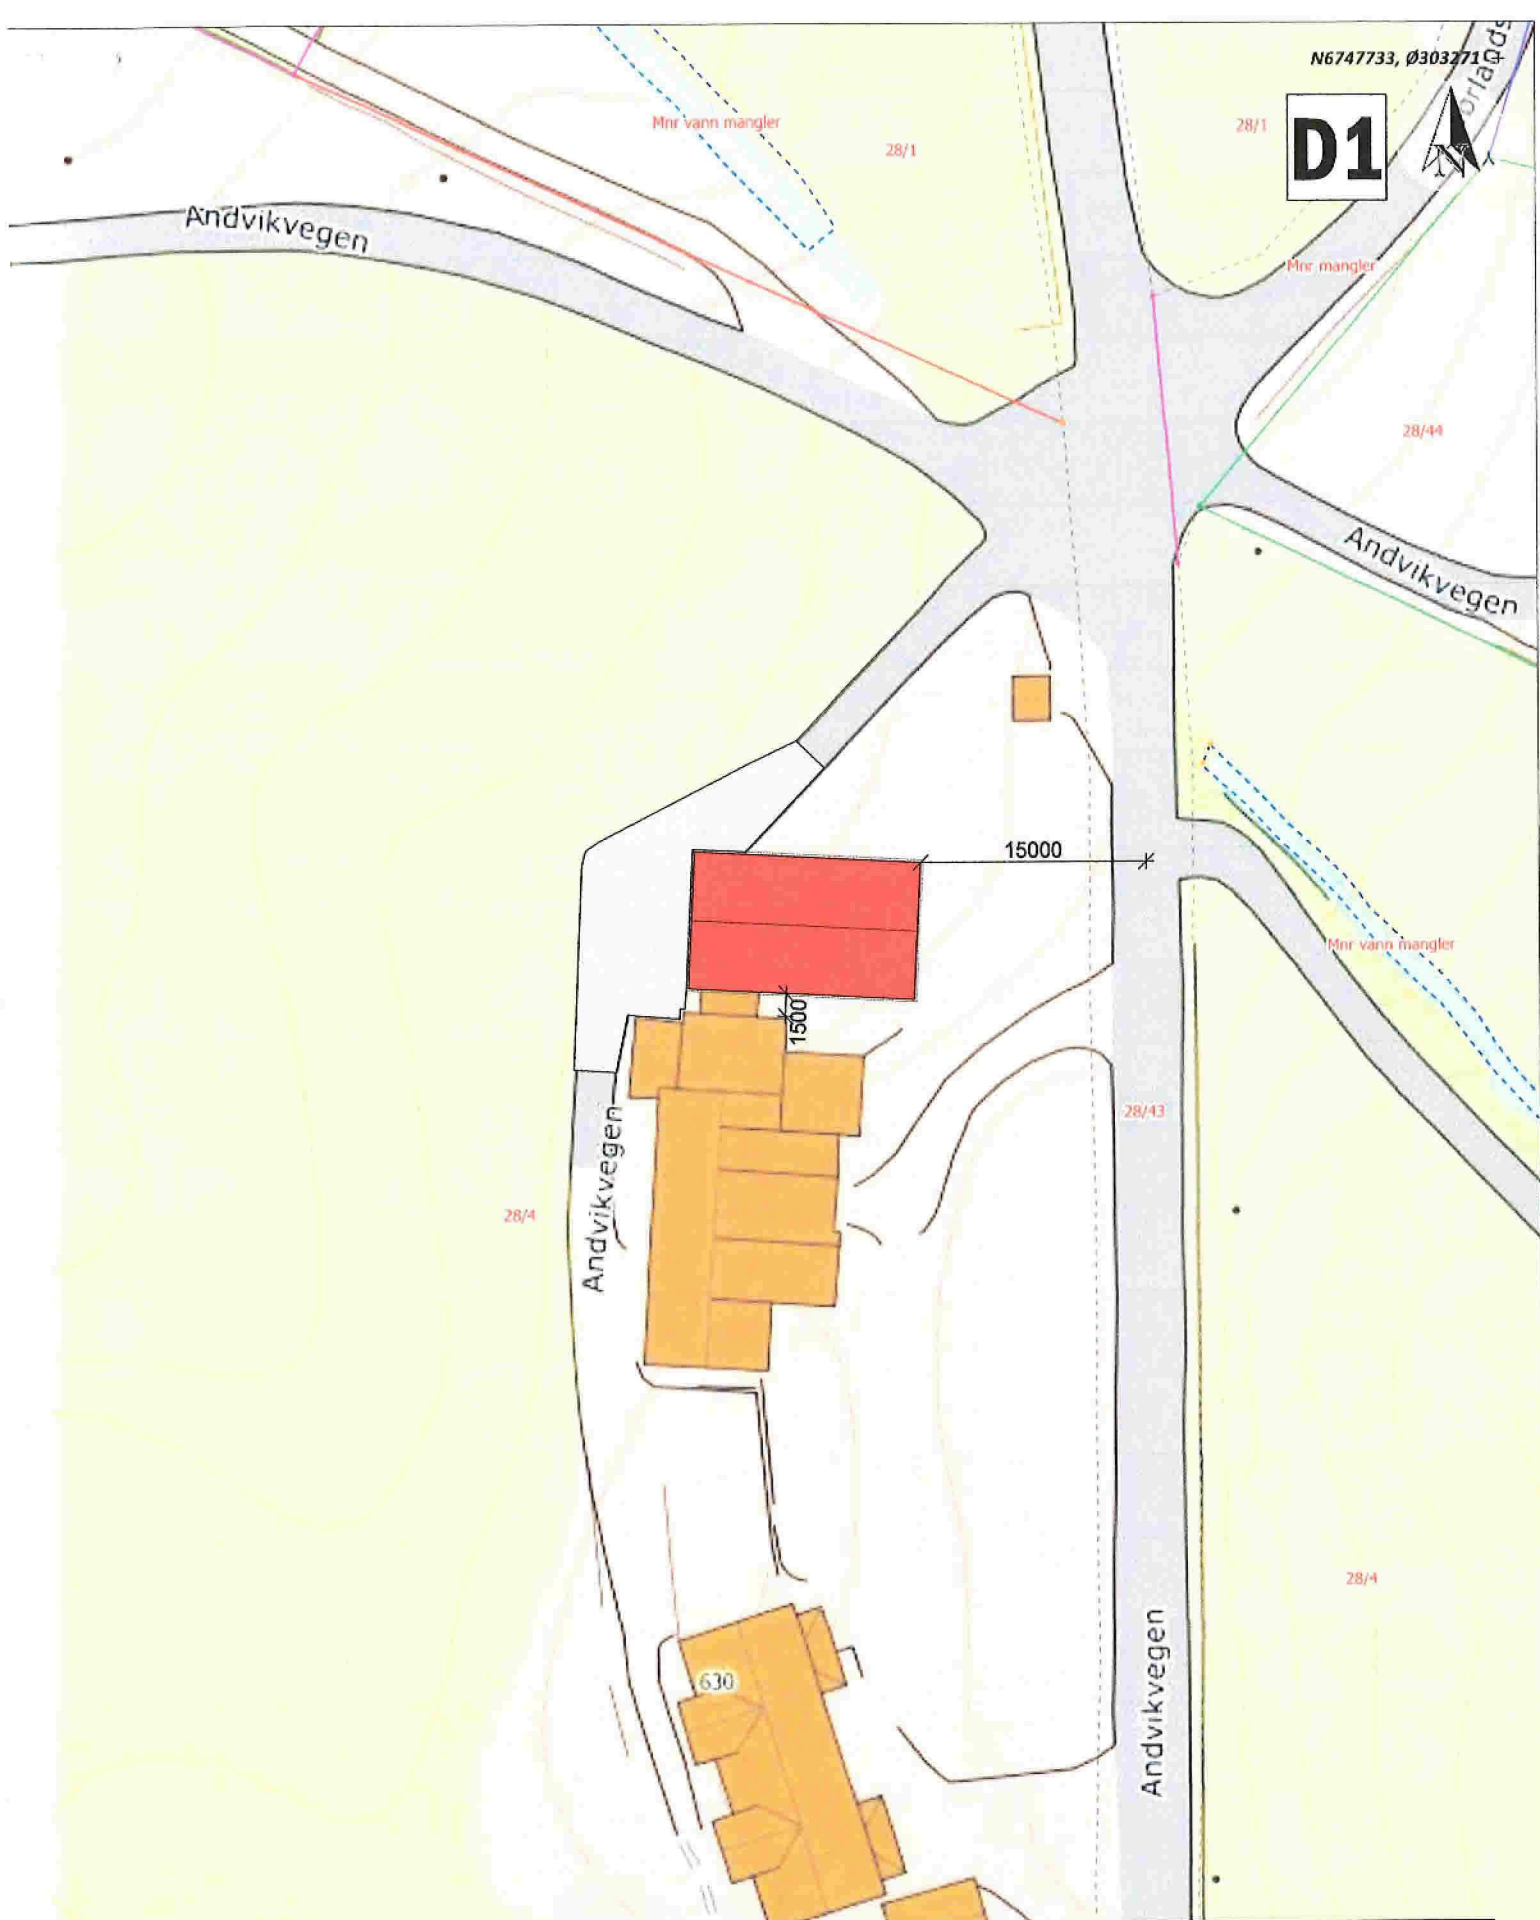 N6747733, Ø303271
orlands
D1
N
Mnr vann mangler
28/1
28/1
Andvikvegen
Mnr mangler
28/44
Andvikvegen
15000
Mnr vann mangler
1500
28/43
Andvikvegen
28/4
28/4
630
Andvikvegen